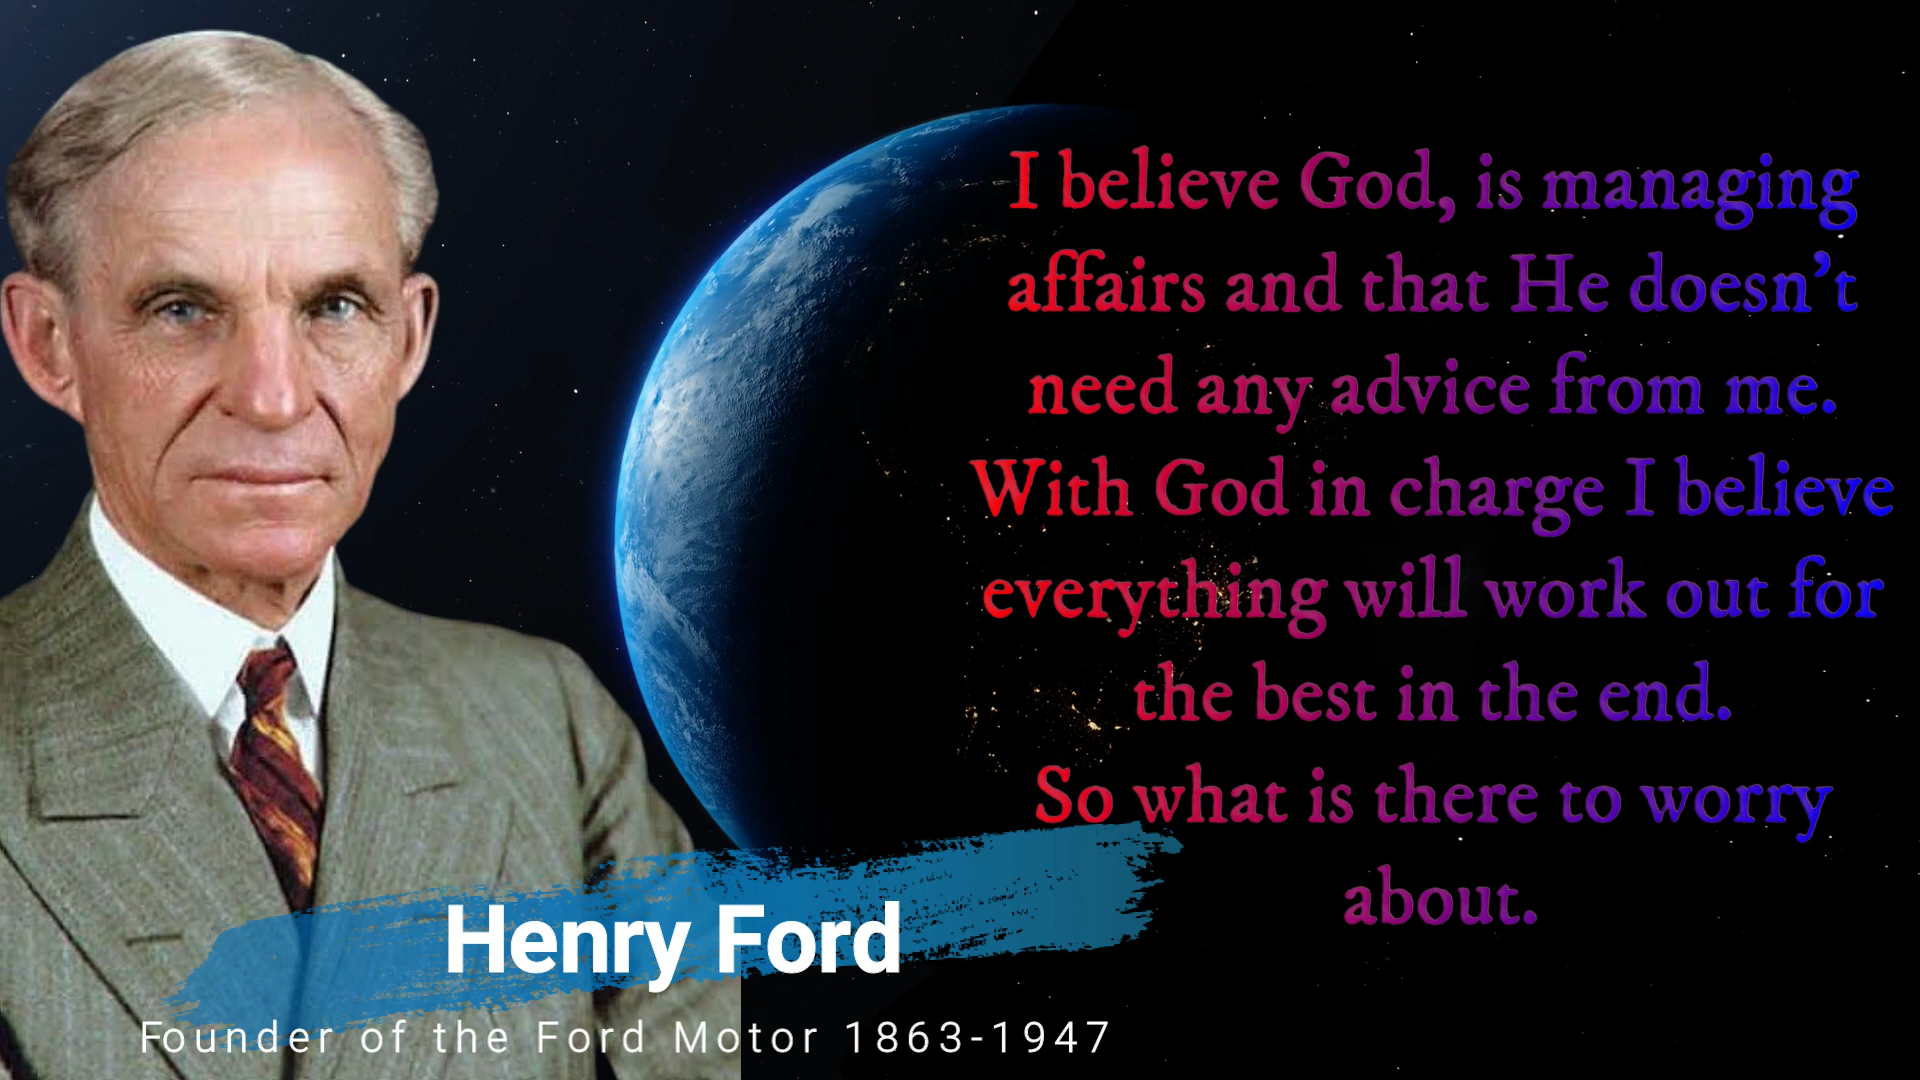 I believe God, is managing
affairs and that He doesn't
need any advice from me.
With God in charge I believe
everything will work out for
the best in the end.
So what is there to worry
about.
Henry Ford
Founder of the Ford Motor 1863-1947